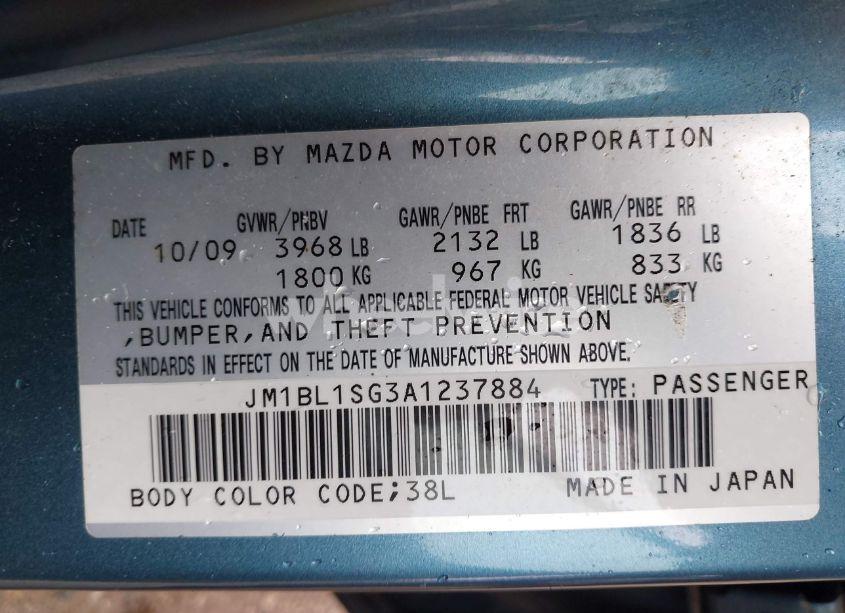 MFD. BY MAZDA MOTOR CORPORATION
DATE GVWR/PNBV GAWR/PNBE FRT GAWR/PNBE RR
10/09 3968 LB 2132 LB 1836 LB
1800 KG 967 KG 833 KG
THIS VEHICLE CONFORMS TO ALL APPLICABLE FEDERAL MOTOR VEHICLE SAFETY
,BUMPER,AND THEFT PREVENTION
STANDARDS IN EFFECT ON THE DATE OF MANUFACTURE SHOWN ABOVE.
JM1BL1SG3A1237884 TYPE: PASSENGER
BODY COLOR CODE;38L MADE IN JAPAN